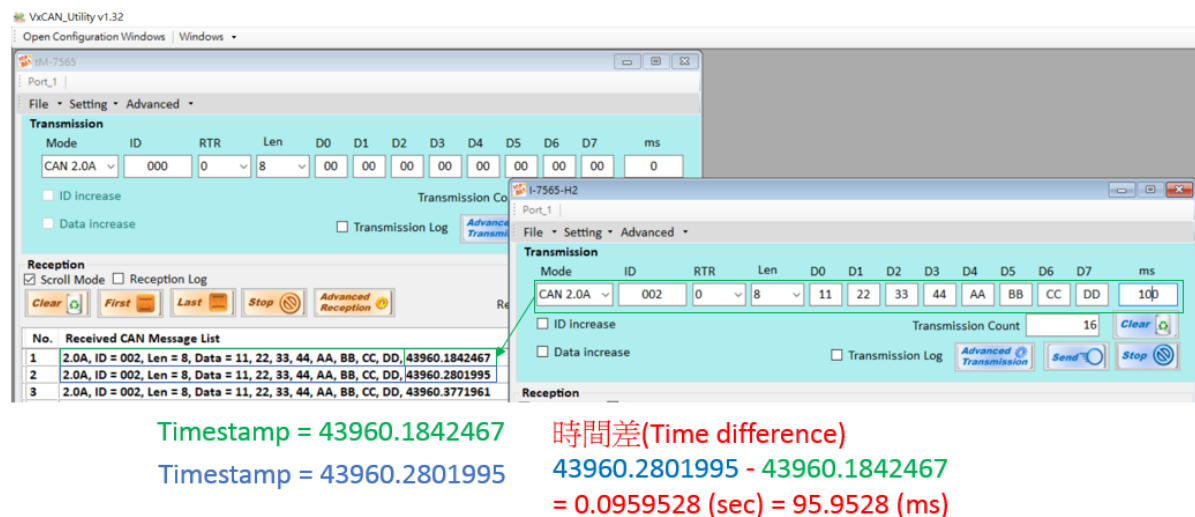 VxCAN_Utility v1.32
Open Configuration Windows | Windows
tM-7565
Port_1
File Setting Advanced
Transmission
Mode ID RTR Len D0 D1 D2 D3 D4 D5 D6 D7 ms
CAN 2.0A 000 0 8 00 00 00 00 00 00 00 00 0
ID increase
Data increase
Transmission Log
Reception
Scroll Mode Reception Log
Clear First Last Stop Advanced Reception
No. Received CAN Message List
1 2.0A, ID = 002, Len = 8, Data = 11, 22, 33, 44, AA, BB, CC, DD, 43960.1842467
2 2.0A, ID = 002, Len = 8, Data = 11, 22, 33, 44, AA, BB, CC, DD, 43960.2801995
3 2.0A, ID = 002, Len = 8, Data = 11, 22, 33, 44, AA, BB, CC, DD, 43960.3771961
I-7565-H2
Port_1
File Setting Advanced
Transmission
Mode ID RTR Len D0 D1 D2 D3 D4 D5 D6 D7 ms
CAN 2.0A 002 0 8 11 22 33 44 AA BB CC DD 100
ID increase Transmission Count 16 Clear
Data increase Transmission Log Advanced Transmission Send Stop
Reception
Timestamp = 43960.1842467
Timestamp = 43960.2801995
時間差(Time difference)
43960.2801995 - 43960.1842467
= 0.0959528 (sec) = 95.9528 (ms)